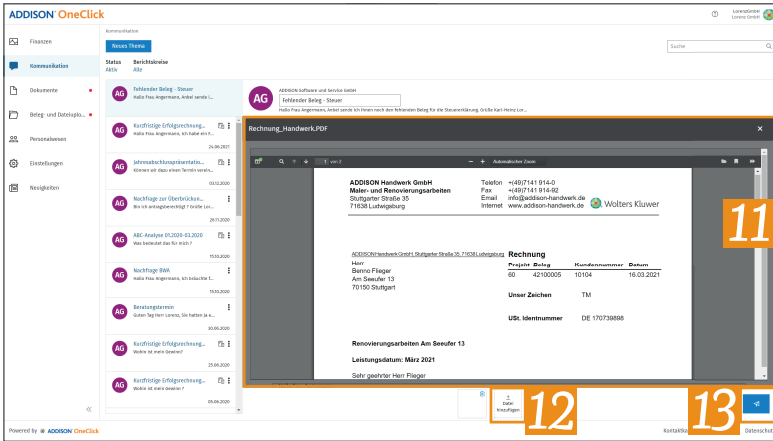 ADDISON OneClick
LorenzGmbH
Lorenz GmbH
Finanzen
Kommunikation
Dokumente
Beleg- und Dateiuplo...
Personalwesen
Einstellungen
Neuigkeiten
Kommunikation
Neues Thema
Suche
Status Berichtskreise
Aktiv Alle
AG
Fehlender Beleg - Steuer
Hallo Frau Angermann, Anbei sende i...
AG
Kurzfristige Erfolgsrechnung...
Hallo Frau Angermann, ich habe ein F...
24.06.2021
AG
Jahresabschlusspräsentatio...
Können wir dazu einen Termin verein...
03.12.2020
AG
Nachfrage zur Überbrückun...
Bin ich antragsberechtigt ? Grüße Lor...
26.11.2020
AG
ABC-Analyse 01.2020-03.2020
Was bedeutet das für mich ?
15.10.2020
AG
Nachfrage BWA
Hallo Frau Angermann, ich bräuchte f...
15.10.2020
AG
Beratungstermin
Guten Tag Herr Lorenz, Sie hatten ja e...
30.06.2020
AG
Kurzfristige Erfolgsrechnung...
Wohin ist mein Gewinn?
25.06.2020
AG
Kurzfristige Erfolgsrechnung...
Wohin ist mein Gewinn ?
05.06.2020
AG
ADDISON Software und Service GmbH
Fehlender Beleg - Steuer
Hallo Frau Angermann, Anbei sende ich Ihnen noch den fehlenden Beleg für die Steuererklärung. Grüße Karl-Heinz Lor...
Rechnung_Handwerk.PDF
1 von 2
Automatischer Zoom
ADDISON Handwerk GmbH
Maler- und Renovierungsarbeiten
Stuttgarter Straße 35
71638 Ludwigsburg
Telefon +(49)7141 914-0
Fax +(49)7141 914-92
Email info@addison-handwerk.de
Internet www.addison-handwerk.de
Wolters Kluwer
11
ADDISON Handwerk GmbH, Stuttgarter Straße 35, 71638 Ludwigsburg
Herr
Benno Flieger
Am Seeufer 13
70150 Stuttgart
Rechnung
Projekt Beleg Kundennummer Datum
60 42100005 10104 16.03.2021
Unser Zeichen TM
USt. Identnummer DE 170739898
Renovierungsarbeiten Am Seeufer 13
Leistungsdatum: März 2021
Sehr geehrter Herr Flieger
Datei
hinzufügen
12
13
Powered by ADDISON OneClick
Datenschutz